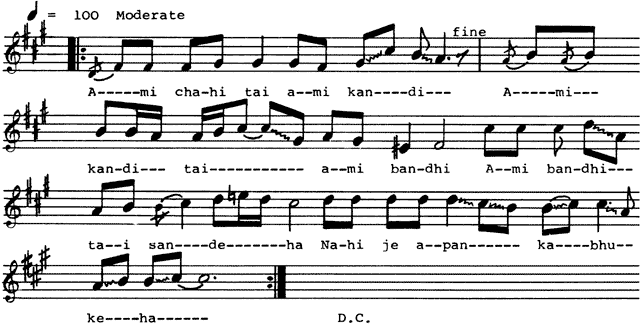 = 100 Moderate
fine
A-----mi cha-hi tai a--mi kan----di--- A----mi---
kan-di--- tai------------ a--mi ban-dhi A--mi ban-dhi---
ta--i san----de-------ha Na-hi je a--pan------ ka--bhu--
ke----ha------ D.C.